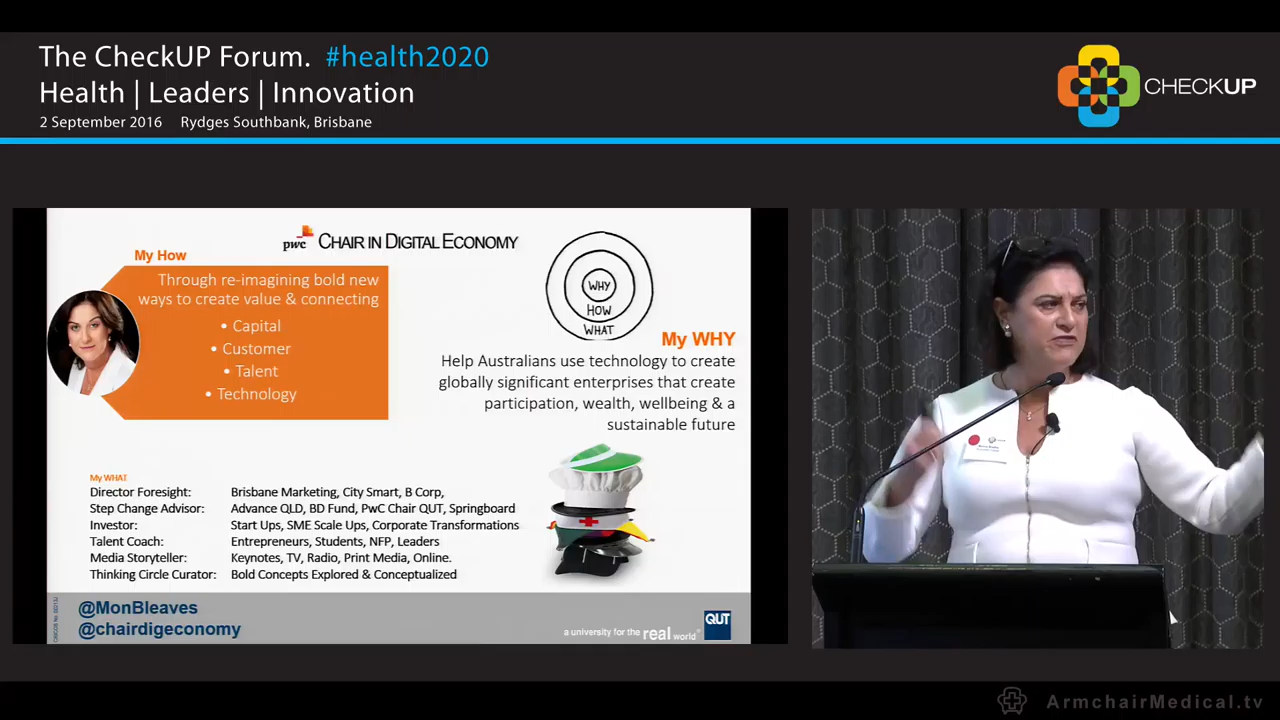 The CheckUP Forum. #health2020
Health | Leaders | Innovation
2 September 2016 Rydges Southbank, Brisbane
CHECKUP
pwc CHAIR IN DIGITAL ECONOMY
My How
Through re-imagining bold new
ways to create value & connecting
• Capital
• Customer
• Talent
• Technology
WHY
HOW
WHAT
My WHY
Help Australians use technology to create
globally significant enterprises that create
participation, wealth, wellbeing & a
sustainable future
My WHAT
Director Foresight: Brisbane Marketing, City Smart, B Corp,
Step Change Advisor: Advance QLD, BD Fund, PwC Chair QUT, Springboard
Investor: Start Ups, SME Scale Ups, Corporate Transformations
Talent Coach: Entrepreneurs, Students, NFP, Leaders
Media Storyteller: Keynotes, TV, Radio, Print Media, Online.
Thinking Circle Curator: Bold Concepts Explored & Conceptualized
@MonBleaves
@chairdigeconomy
a university for the real world
QUT
ArmchairMedical.tv